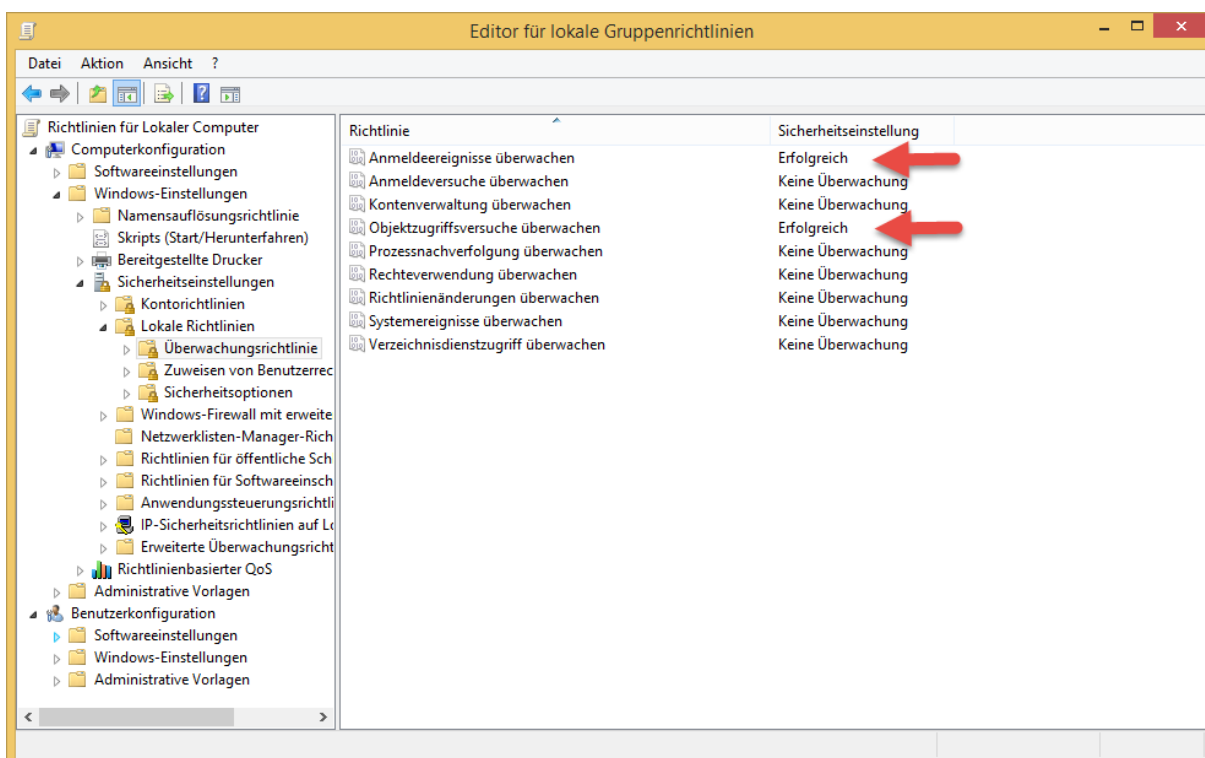 Editor für lokale Gruppenrichtlinien
Datei Aktion Ansicht ?
Richtlinien für Lokaler Computer
Computerkonfiguration
Softwareeinstellungen
Windows-Einstellungen
Namensauflösungsrichtlinie
Skripts (Start/Herunterfahren)
Bereitgestellte Drucker
Sicherheitseinstellungen
Kontorichtlinien
Lokale Richtlinien
Überwachungsrichtlinie
Zuweisen von Benutzerrec
Sicherheitsoptionen
Windows-Firewall mit erweite
Netzwerklisten-Manager-Rich
Richtlinien für öffentliche Sch
Richtlinien für Softwareeinsch
Anwendungssteuerungsrichtli
IP-Sicherheitsrichtlinien auf Lo
Erweiterte Überwachungsricht
Richtlinienbasierter QoS
Administrative Vorlagen
Benutzerkonfiguration
Softwareeinstellungen
Windows-Einstellungen
Administrative Vorlagen
Richtlinie Sicherheitseinstellung
Anmeldeereignisse überwachen Erfolgreich
Anmeldeversuche überwachen Keine Überwachung
Kontenverwaltung überwachen Keine Überwachung
Objektzugriffsversuche überwachen Erfolgreich
Prozessnachverfolgung überwachen Keine Überwachung
Rechteverwendung überwachen Keine Überwachung
Richtlinienänderungen überwachen Keine Überwachung
Systemereignisse überwachen Keine Überwachung
Verzeichnisdienstzugriff überwachen Keine Überwachung